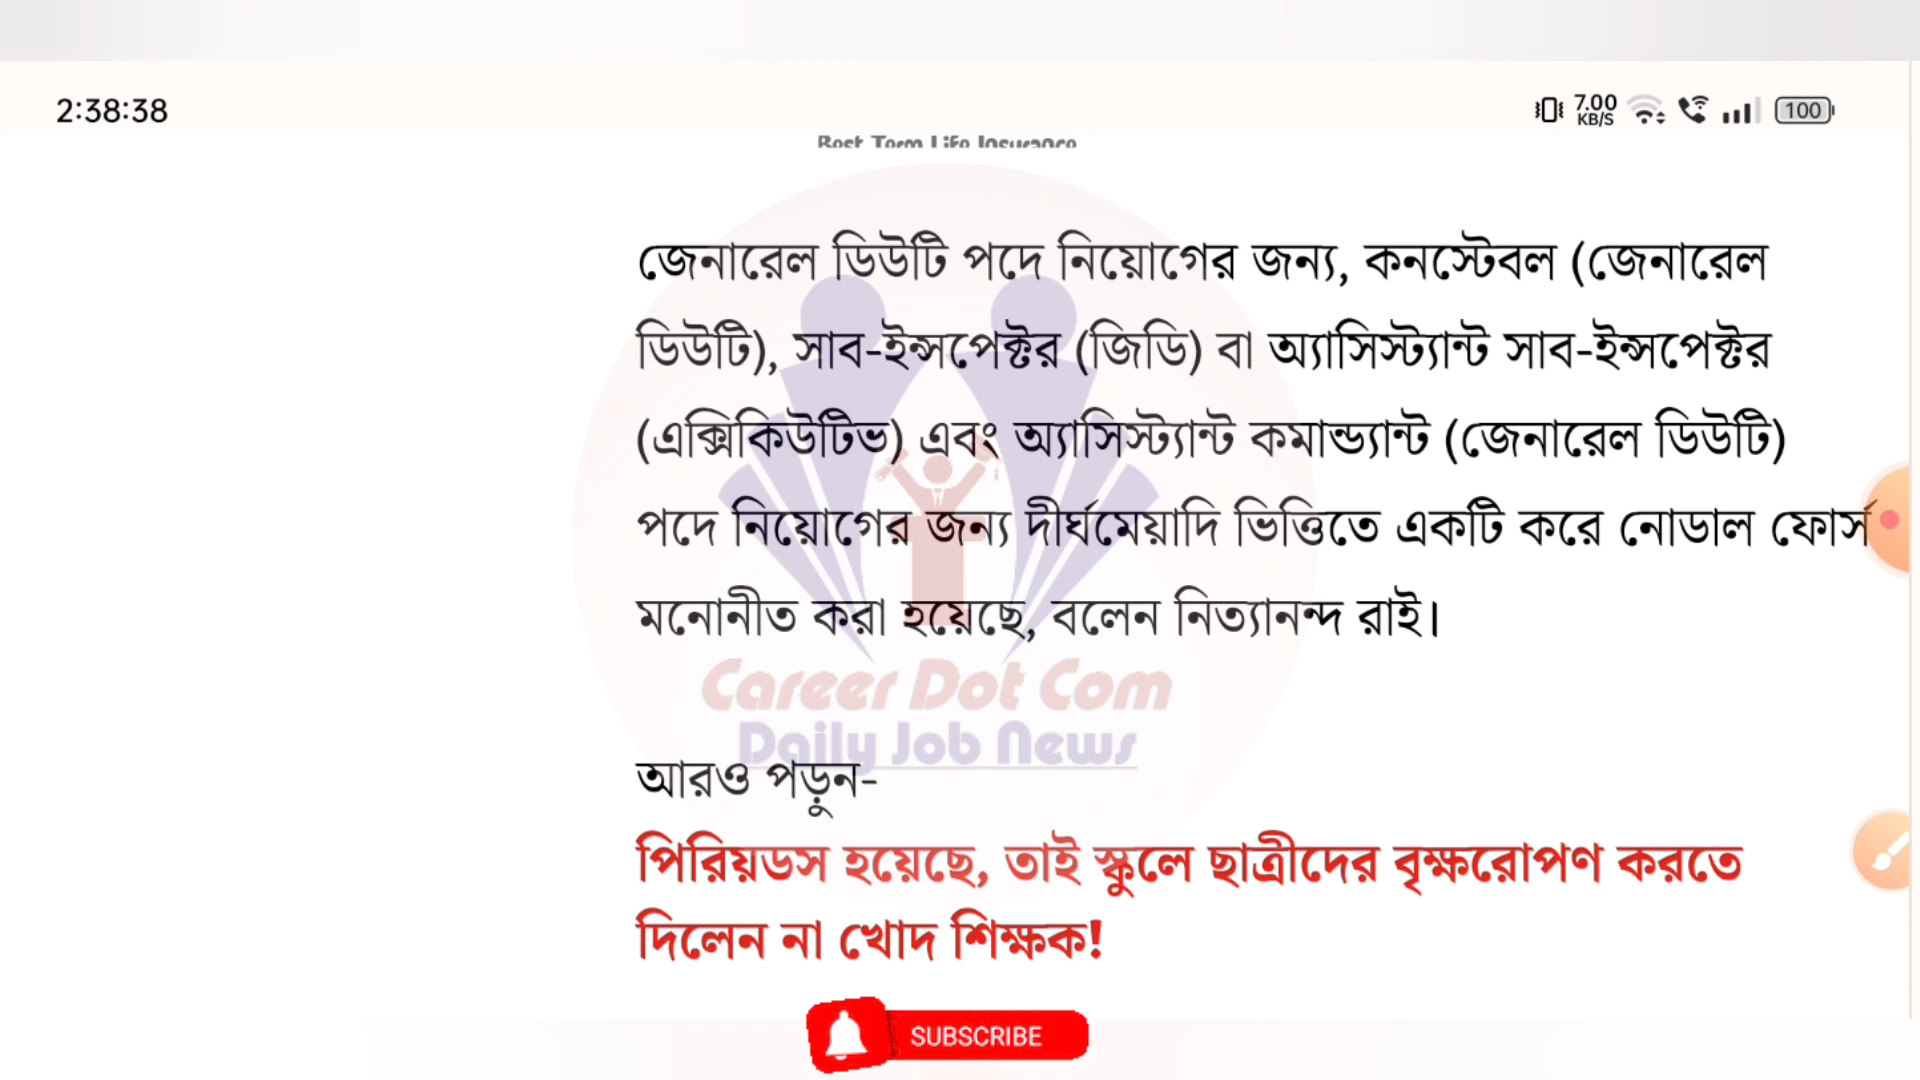 2:38:38
7.00
KB/S
100
Best Term Life Insurance
জেনারেল ডিউটি পদে নিয়োগের জন্য, কনস্টেবল (জেনারেল
ডিউটি), সাব-ইন্সপেক্টর (জিডি) বা অ্যাসিস্ট্যান্ট সাব-ইন্সপেক্টর
(এক্সিকিউটিভ) এবং অ্যাসিস্ট্যান্ট কমান্ড্যান্ট (জেনারেল ডিউটি)
পদে নিয়োগের জন্য দীর্ঘমেয়াদি ভিত্তিতে একটি করে নোডাল ফোর্স
মনোনীত করা হয়েছে, বলেন নিত্যানন্দ রাই।
Career Dot Com
Daily Job News
আরও পড়ুন-
পিরিয়ডস হয়েছে, তাই স্কুলে ছাত্রীদের বৃক্ষরোপণ করতে
দিলেন না খোদ শিক্ষক!
SUBSCRIBE